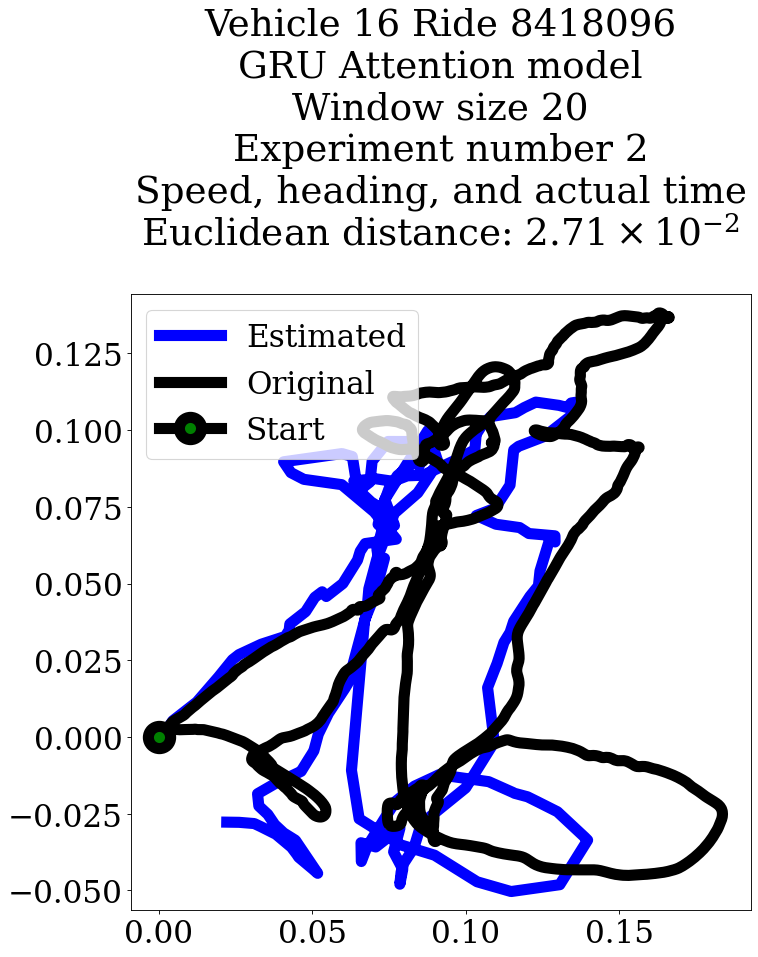 Vehicle 16 Ride 8418096
GRU Attention model
Window size 20
Experiment number 2
Speed, heading, and actual time
Euclidean distance: 2.71 × 10⁻²
Estimated
Original
Start
0.125
0.100
0.075
0.050
0.025
0.000
−0.025
−0.050
0.00 0.05 0.10 0.15